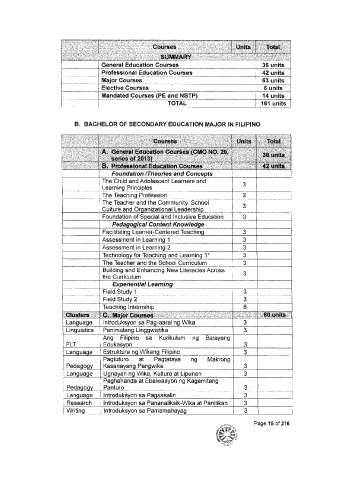 Courses Units Total
SUMMARY
General Education Courses 36 units
Professional Education Courses 42 units
Major Courses 63 units
Elective Courses 6 units
Mandated Courses (PE and NSTP) 14 units
TOTAL 161 units
B. BACHELOR OF SECONDARY EDUCATION MAJOR IN FILIPINO
Courses Units Total
A. General Education Courses (CMO NO. 20, series of 2013) 36 units
B. Professional Education Courses 42 units
Foundation /Theories and Concepts
The Child and Adolescent Learners and
Learning Principles 3
The Teaching Profession 3
The Teacher and the Community, School
Culture and Organizational Leadership 3
Foundation of Special and Inclusive Education 3
Pedagogical Content Knowledge
Facilitating Learner-Centered Teaching 3
Assessment in Learning 1 3
Assessment in Learning 2 3
Technology for Teaching and Learning 1* 3
The Teacher and the School Curriculum 3
Building and Enhancing New Literacies Across
the Curriculum 3
Experiential Learning
Field Study 1 3
Field Study 2 3
Teaching Internship 6
Clusters C. Major Courses 60 units
Language Introduksyon sa Pag-aaral ng Wika 3
Linguistics Panimulang Linggwistika 3
Ang Filipino sa Kurikulum ng Batayang
FLT Edukasyon 3
Language Estruktura ng Wikang Filipino 3
Pagtuturo at Pagtataya ng Makrong
Pedagogy Kasanayang Pangwika 3
Language Ugnayan ng Wika, Kultura at Lipunan 3
Paghahanda at Ebalwasyon ng Kagamitang
Pedagogy Panturo 3
Language Introduksyon sa Pagsasalin 3
Research Introduksyon sa Pananaliksik-Wika at Panitikan 3
Writing Introduksyon sa Pamamahayag 3
Page 15 of 216